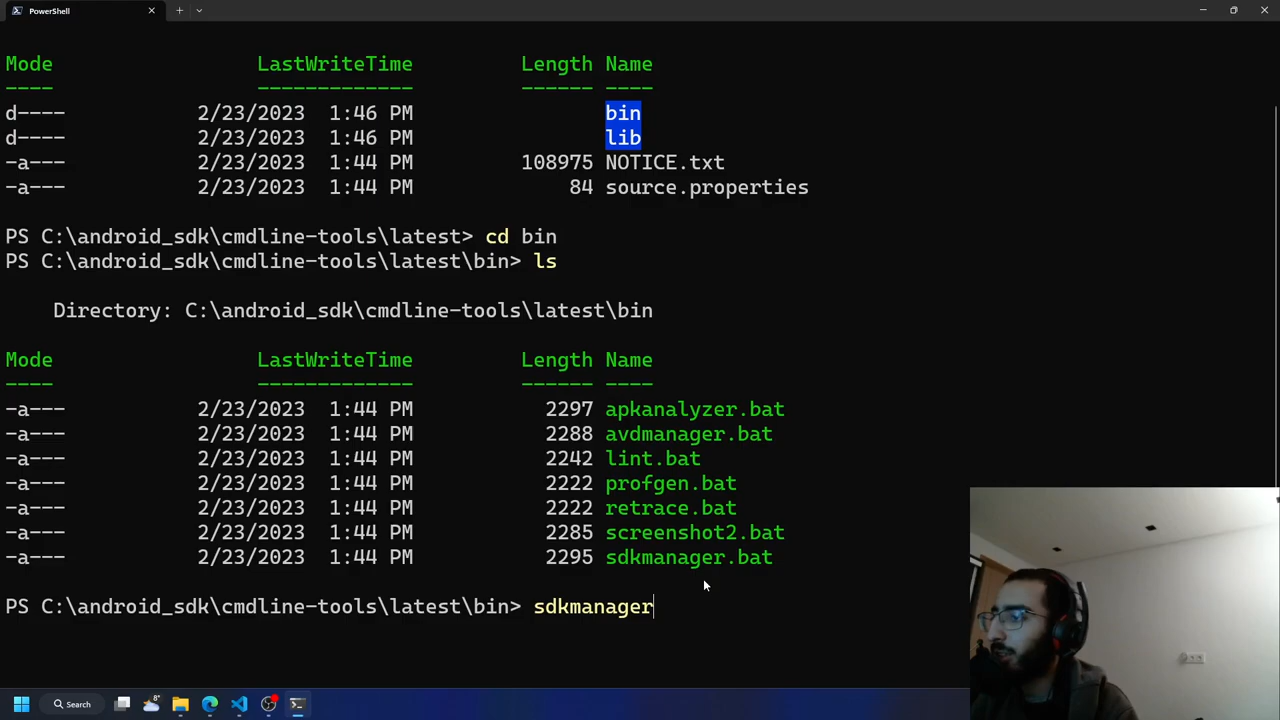 PowerShell
Mode LastWriteTime Length Name
---- ------------- ------ ----
d---- 2/23/2023 1:46 PM bin
d---- 2/23/2023 1:46 PM lib
-a--- 2/23/2023 1:44 PM 108975 NOTICE.txt
-a--- 2/23/2023 1:44 PM 84 source.properties
PS C:\android_sdk\cmdline-tools\latest> cd bin
PS C:\android_sdk\cmdline-tools\latest\bin> ls
Directory: C:\android_sdk\cmdline-tools\latest\bin
Mode LastWriteTime Length Name
---- ------------- ------ ----
-a--- 2/23/2023 1:44 PM 2297 apkanalyzer.bat
-a--- 2/23/2023 1:44 PM 2288 avdmanager.bat
-a--- 2/23/2023 1:44 PM 2242 lint.bat
-a--- 2/23/2023 1:44 PM 2222 profgen.bat
-a--- 2/23/2023 1:44 PM 2222 retrace.bat
-a--- 2/23/2023 1:44 PM 2285 screenshot2.bat
-a--- 2/23/2023 1:44 PM 2295 sdkmanager.bat
PS C:\android_sdk\cmdline-tools\latest\bin> sdkmanager
Search 8°